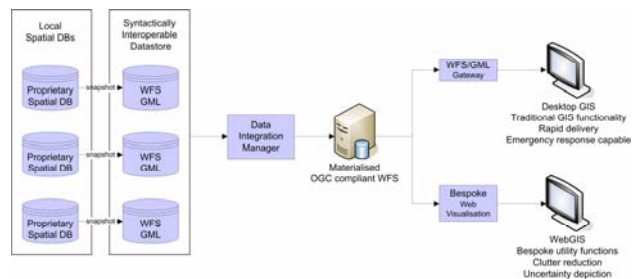 Local
Spatial DBs
Syntactically
Interoperable
Datastore
Proprietary
Spatial DB
snapshot
WFS
GML
Proprietary
Spatial DB
snapshot
WFS
GML
Proprietary
Spatial DB
snapshot
WFS
GML
Data
Integration
Manager
Materialised
OGC compliant WFS
WFS/GML
Gateway
Desktop GIS
Traditional GIS functionality
Rapid delivery
Emergency response capable
Bespoke
Web
Visualisation
WebGIS
Bespoke utility functions
Clutter reduction
Uncertainty depiction